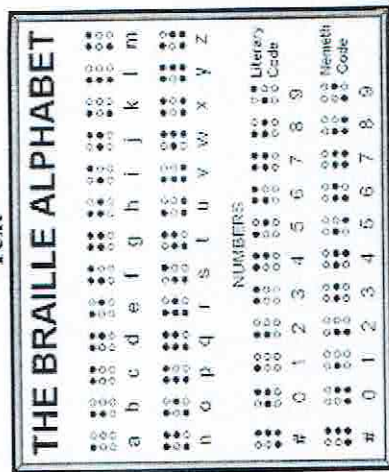 THE BRAILLE ALPHABET
a b c d e f g h i j k l m
n o p q r s t u v w x y z
NUMBERS
Literary Code
# 0 1 2 3 4 5 6 7 8 9
Nemeth Code
# 0 1 2 3 4 5 6 7 8 9